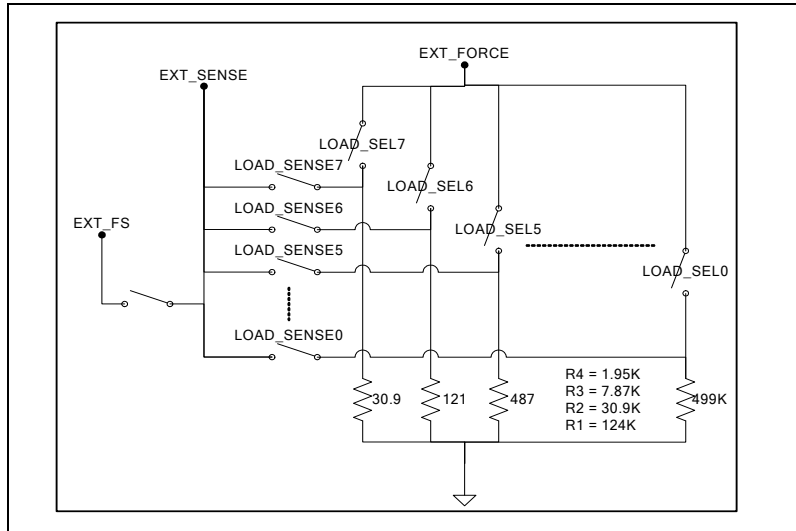 EXT_FORCE
EXT_SENSE
LOAD_SEL7
LOAD_SENSE7
LOAD_SEL6
LOAD_SENSE6
EXT_FS
LOAD_SEL5
LOAD_SENSE5
LOAD_SEL0
LOAD_SENSE0
R4 = 1.95K
R3 = 7.87K
R2 = 30.9K
R1 = 124K
30.9
121
487
499K